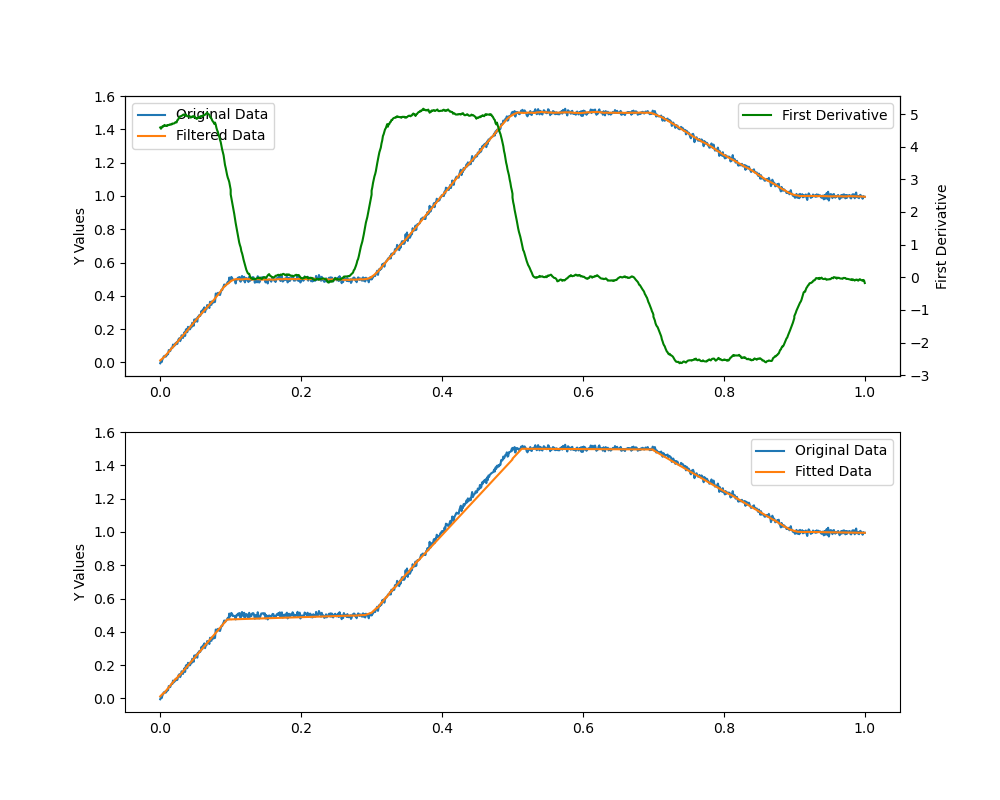 Original Data
Filtered Data
First Derivative
Y Values
1.6
1.4
1.2
1.0
0.8
0.6
0.4
0.2
0.0
First Derivative
5
4
3
2
1
0
−1
−2
−3
0.0 0.2 0.4 0.6 0.8 1.0
Original Data
Fitted Data
Y Values
1.6
1.4
1.2
1.0
0.8
0.6
0.4
0.2
0.0
0.0 0.2 0.4 0.6 0.8 1.0